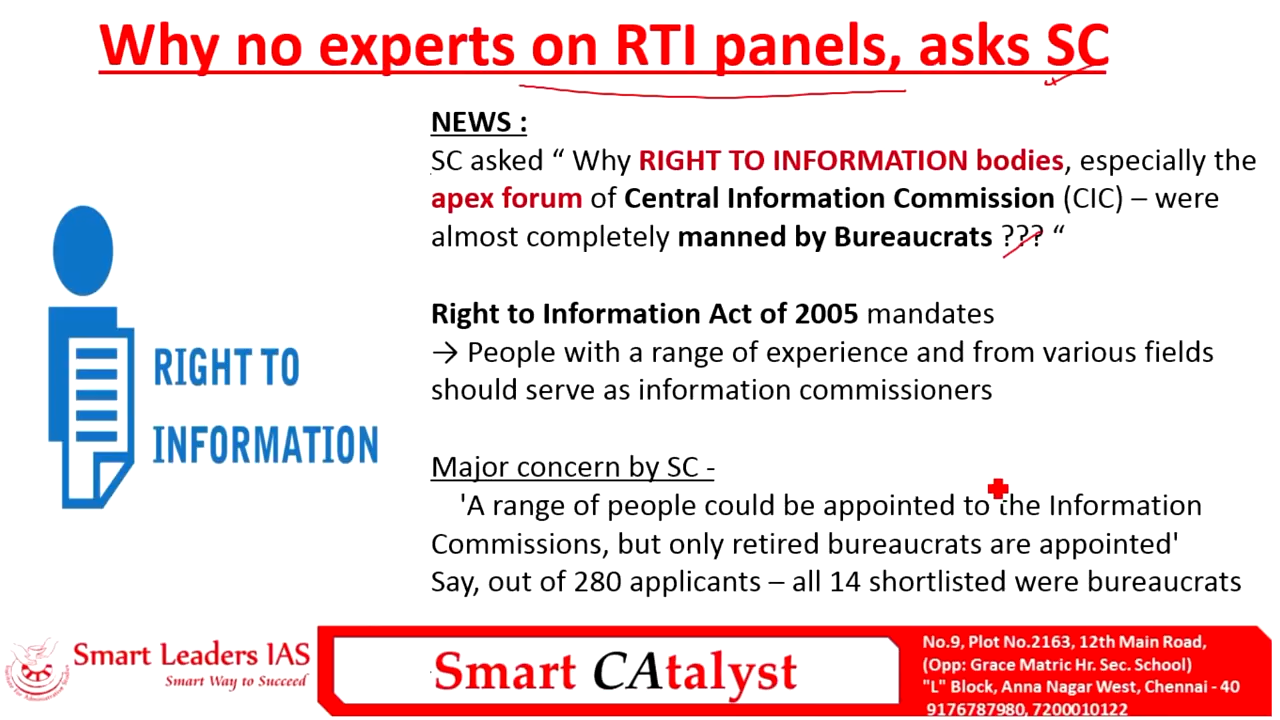 Why no experts on RTI panels, asks SC
NEWS :
SC asked “ Why RIGHT TO INFORMATION bodies, especially the
apex forum of Central Information Commission (CIC) – were
almost completely manned by Bureaucrats ??? “
Right to Information Act of 2005 mandates
→ People with a range of experience and from various fields
should serve as information commissioners
Major concern by SC -
'A range of people could be appointed to the Information
Commissions, but only retired bureaucrats are appointed'
Say, out of 280 applicants – all 14 shortlisted were bureaucrats
RIGHT TO
INFORMATION
Smart Leaders IAS
Smart Way to Succeed
Smart CAtalyst
No.9, Plot No.2163, 12th Main Road,
(Opp: Grace Matric Hr. Sec. School)
"L" Block, Anna Nagar West, Chennai - 40
9176787980, 7200010122